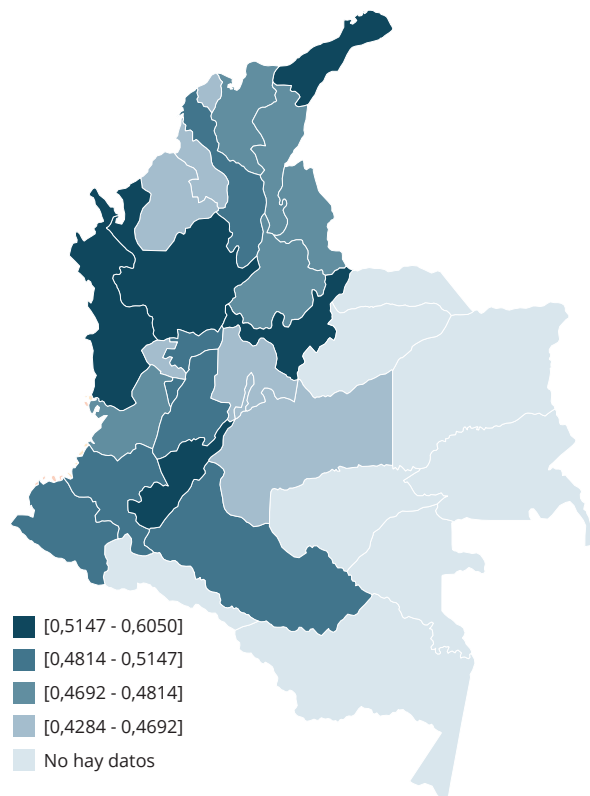 [0,5147 - 0,6050]
[0,4814 - 0,5147]
[0,4692 - 0,4814]
[0,4284 - 0,4692]
No hay datos